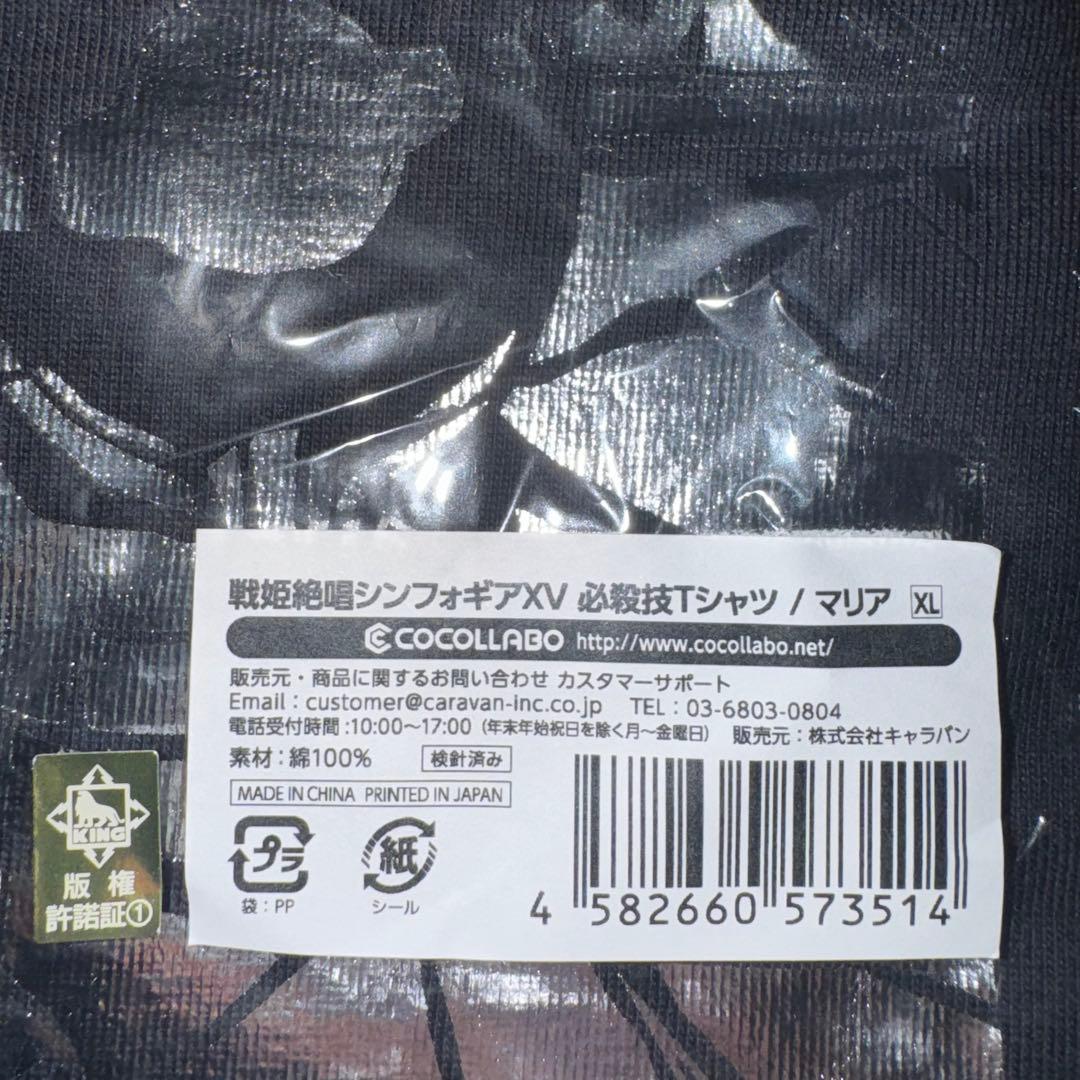 戦姫絶唱シンフォギアXV 必殺技Tシャツ / マリア XL
COCOLLABO http://www.cocollabo.net/
販売元・商品に関するお問い合わせ カスタマーサポート
Email：customer@caravan-inc.co.jp TEL：03-6803-0804
電話受付時間：10:00〜17:00（年末年始祝日を除く月〜金曜日） 販売元：株式会社キャラバン
素材：綿100% 検針済み
MADE IN CHINA PRINTED IN JAPAN
プラ
袋：PP
紙
シール
4 582660 573514
KING
版権
許諾証①